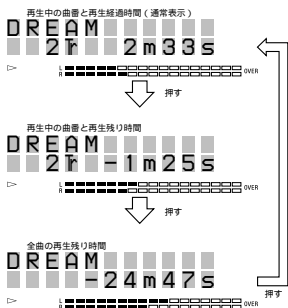 再生中の曲番と再生経過時間(通常表示)
DREAM
2Tr 2m33s
L
R OVER
押す
再生中の曲番と再生残り時間
DREAM
2Tr -1m25s
L
R OVER
押す
全曲の再生残り時間
DREAM
-24m47s
L
R OVER
押す